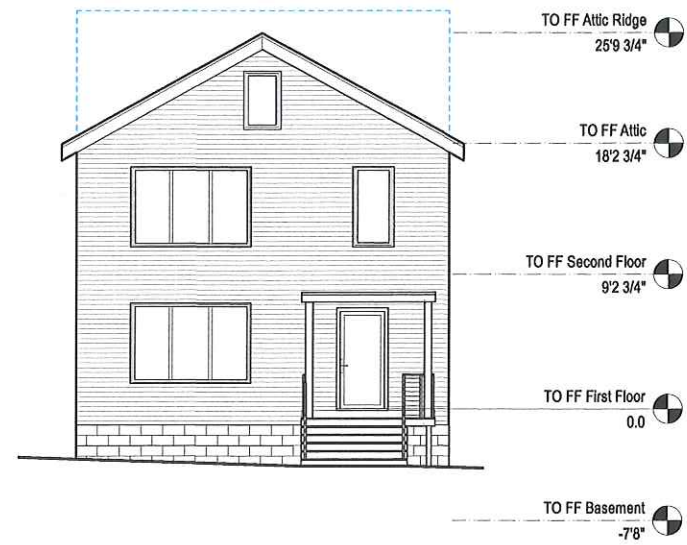 TO FF Attic Ridge
25'9 3/4"
TO FF Attic
18'2 3/4"
TO FF Second Floor
9'2 3/4"
TO FF First Floor
0.0
TO FF Basement
-7'8"